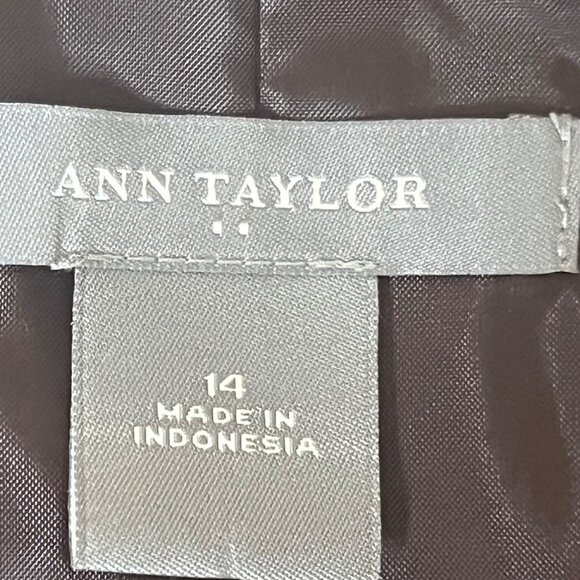 ANN TAYLOR
14
MADE IN
INDONESIA